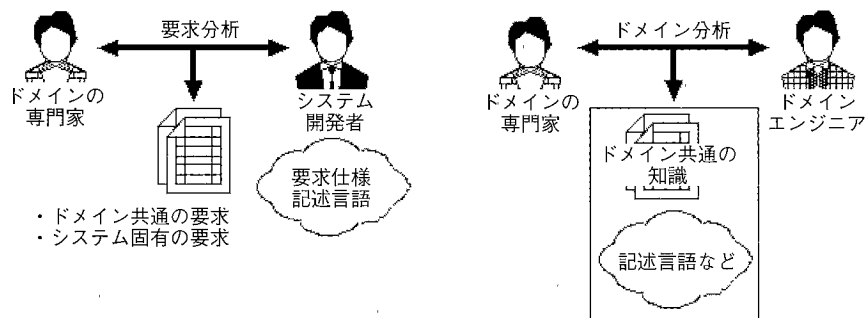 要求分析
ドメインの
専門家
システム
開発者
要求仕様
記述言語
・ドメイン共通の要求
・システム固有の要求
ドメイン分析
ドメインの
専門家
ドメイン
エンジニア
ドメイン共通の
知識
記述言語など